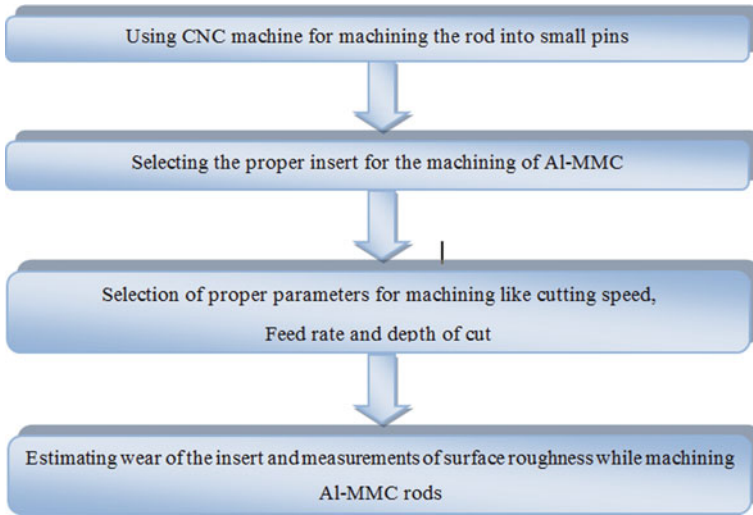 Using CNC machine for machining the rod into small pins
Selecting the proper insert for the machining of Al-MMC
Selection of proper parameters for machining like cutting speed,
Feed rate and depth of cut
Estimating wear of the insert and measurements of surface roughness while machining
Al-MMC rods